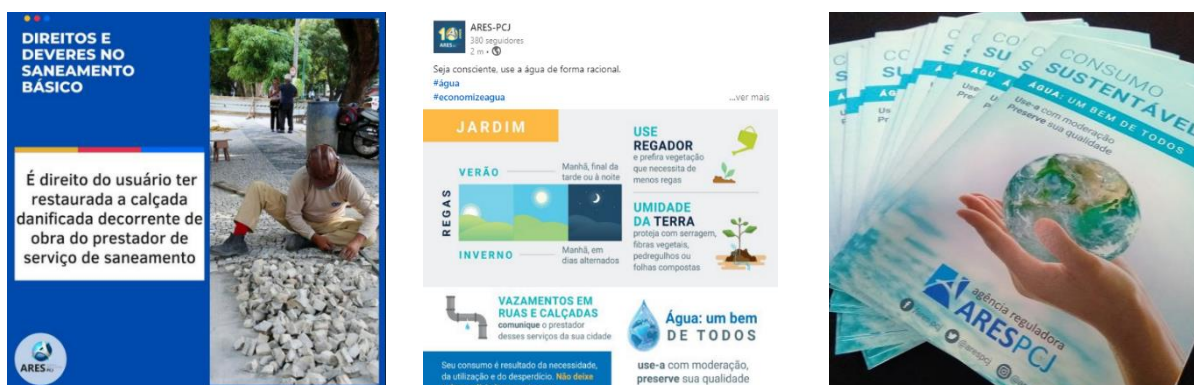 DIREITOS E
DEVERES NO
SANEAMENTO
BÁSICO
É direito do usuário ter
restaurada a calçada
danificada decorrente de
obra do prestador de
serviço de saneamento
ARES PCJ
ARES-PCJ
380 seguidores
2 m •
Seja consciente, use a água de forma racional.
#água
#economizeagua
...ver mais
JARDIM
REGAS
VERÃO
Manhã, final da
tarde ou à noite
INVERNO
Manhã, em
dias alternados
USE
REGADOR
e prefira vegetação
que necessita de
menos regas
UMIDADE
DA TERRA
proteja com serragem,
fibras vegetais,
pedregulhos ou
folhas compostas
VAZAMENTOS EM
RUAS E CALÇADAS
comunique o prestador
desses serviços da sua cidade
Água: um bem
DE TODOS
Seu consumo é resultado da necessidade,
da utilização e do desperdício. Não deixe
use-a com moderação,
preserve sua qualidade
CONSUMO
SUSTENTÁVEL
ÁGUA: UM BEM DE TODOS
Use-a com moderação
Preserve sua qualidade
agência reguladora
ARESPCJ
@arespcj